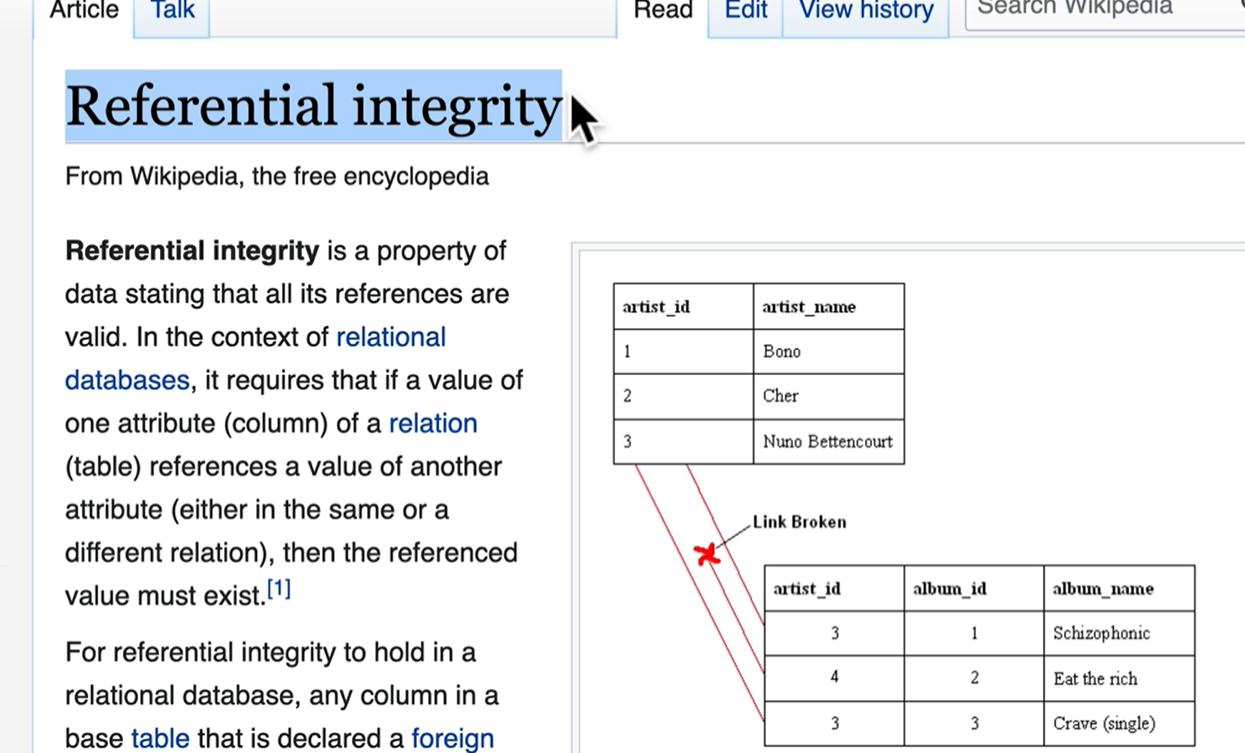 Article Talk Read Edit View history Search Wikipedia
Referential integrity
From Wikipedia, the free encyclopedia
Referential integrity is a property of
data stating that all its references are
valid. In the context of relational
databases, it requires that if a value of
one attribute (column) of a relation
(table) references a value of another
attribute (either in the same or a
different relation), then the referenced
value must exist.[1]
For referential integrity to hold in a
relational database, any column in a
base table that is declared a foreign
artist_id artist_name
1 Bono
2 Cher
3 Nuno Bettencourt
Link Broken
artist_id album_id album_name
3 1 Schizophonic
4 2 Eat the rich
3 3 Crave (single)